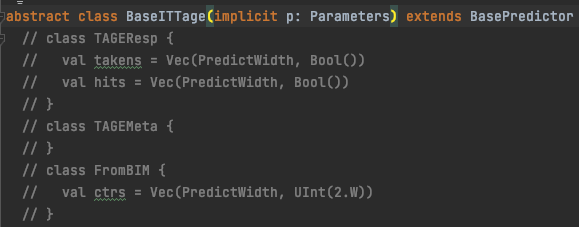 abstract class BaseITTage(implicit p: Parameters) extends BasePredictor
// class TAGEResp {
//   val takens = Vec(PredictWidth, Bool())
//   val hits = Vec(PredictWidth, Bool())
// }
// class TAGEMeta {
// }
// class FromBIM {
//   val ctrs = Vec(PredictWidth, UInt(2.W))
// }